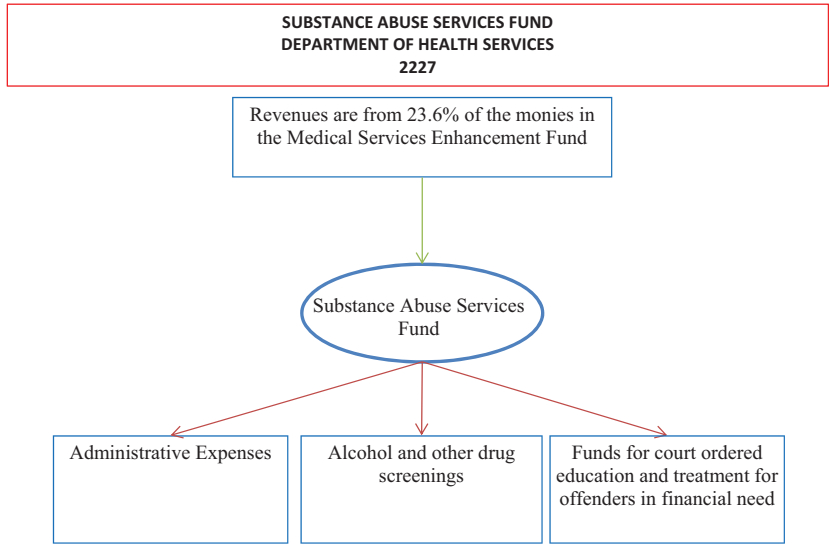 SUBSTANCE ABUSE SERVICES FUND
DEPARTMENT OF HEALTH SERVICES
2227
Revenues are from 23.6% of the monies in
the Medical Services Enhancement Fund
Substance Abuse Services
Fund
Administrative Expenses
Alcohol and other drug
screenings
Funds for court ordered
education and treatment for
offenders in financial need